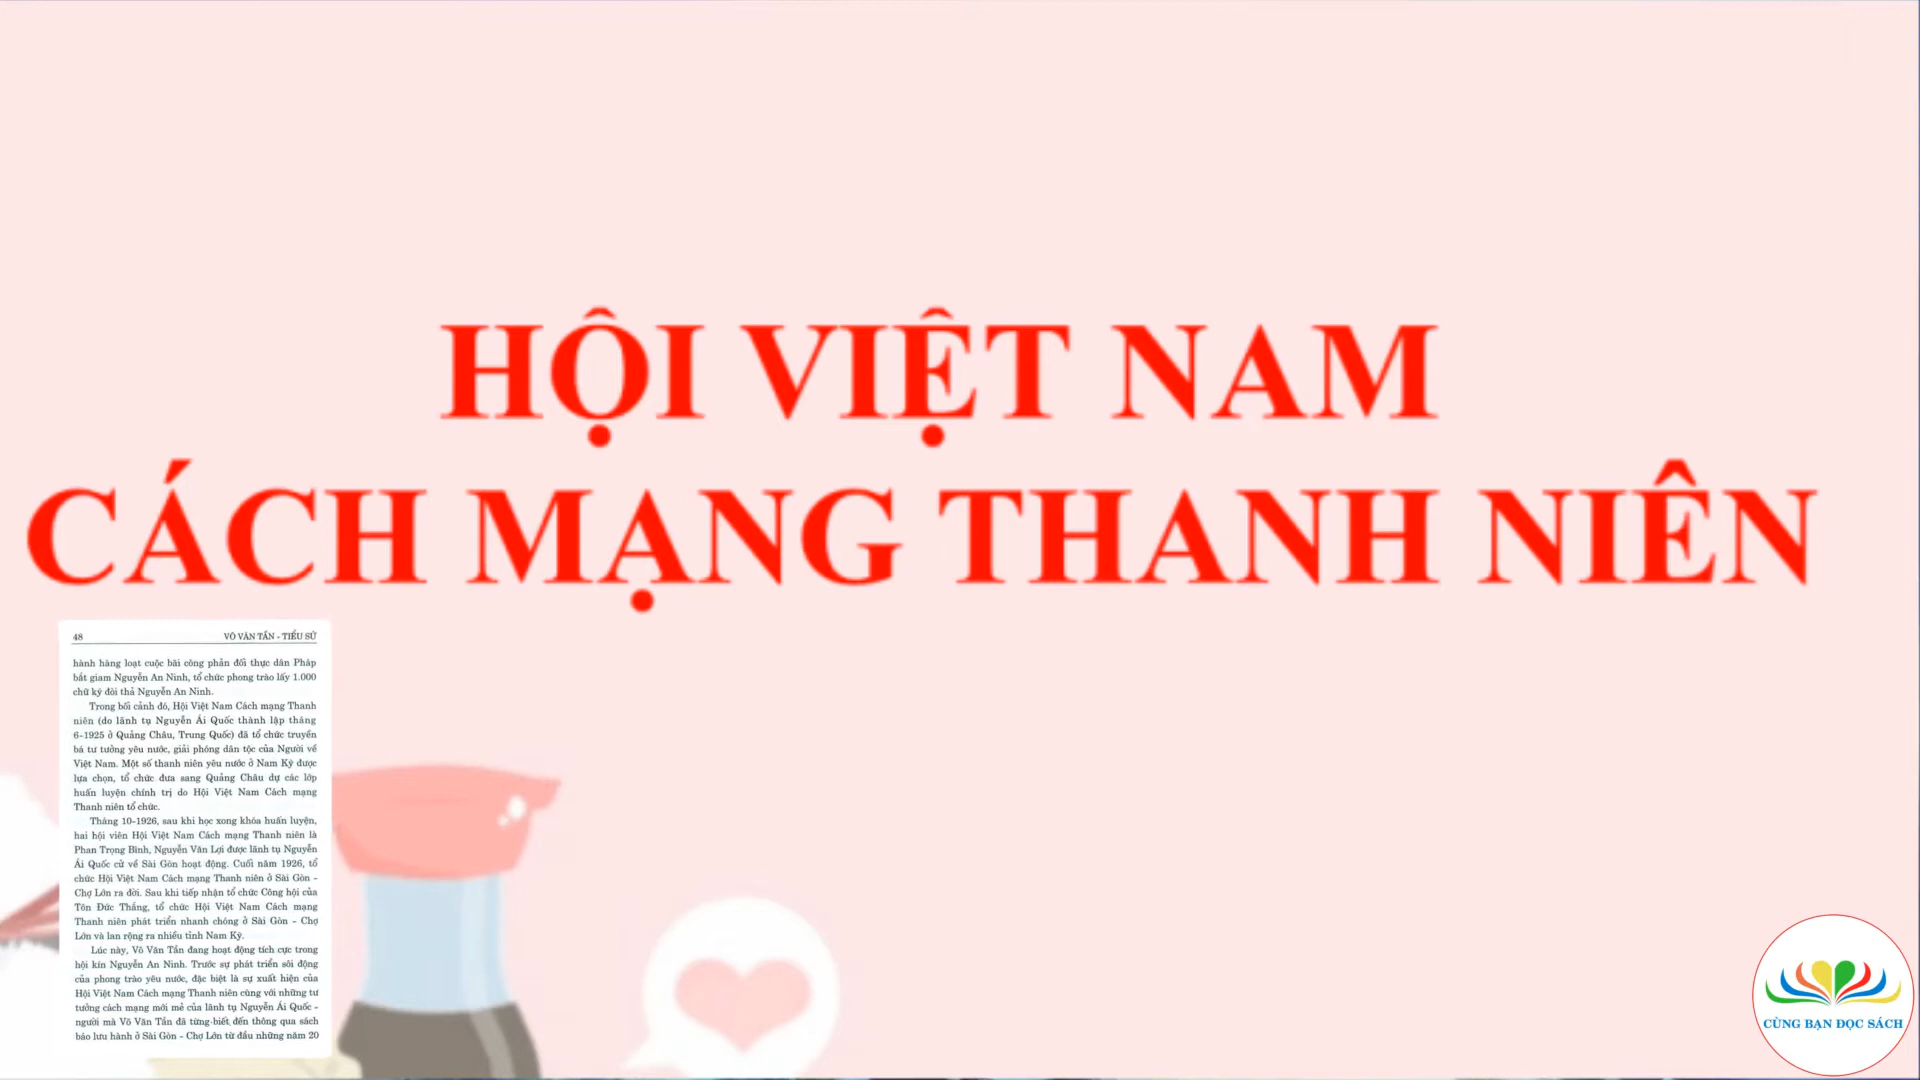 HỘI VIỆT NAM
CÁCH MẠNG THANH NIÊN
48 VÕ VĂN TẦN - TIỂU SỬ
hành hàng loạt cuộc bãi công phản đối thực dân Pháp
bắt giam Nguyễn An Ninh, tổ chức phong trào lấy 1.000
chữ ký đòi thả Nguyễn An Ninh.
Trong bối cảnh đó, Hội Việt Nam Cách mạng Thanh
niên (do lãnh tụ Nguyễn Ái Quốc thành lập tháng
6-1925 ở Quảng Châu, Trung Quốc) đã tổ chức truyền
bá tư tưởng yêu nước, giải phóng dân tộc của Người về
Việt Nam. Một số thanh niên yêu nước ở Nam Kỳ được
lựa chọn, tổ chức đưa sang Quảng Châu dự các lớp
huấn luyện chính trị do Hội Việt Nam Cách mạng
Thanh niên tổ chức.
Tháng 10-1926, sau khi học xong khóa huấn luyện,
hai hội viên Hội Việt Nam Cách mạng Thanh niên là
Phan Trọng Bình, Nguyễn Văn Lợi được lãnh tụ Nguyễn
Ái Quốc cử về Sài Gòn hoạt động. Cuối năm 1926, tổ
chức Hội Việt Nam Cách mạng Thanh niên ở Sài Gòn -
Chợ Lớn ra đời. Sau khi tiếp nhận tổ chức Công hội của
Tôn Đức Thắng, tổ chức Hội Việt Nam Cách mạng
Thanh niên phát triển nhanh chóng ở Sài Gòn - Chợ
Lớn và lan rộng ra nhiều tỉnh Nam Kỳ.
Lúc này, Võ Văn Tần đang hoạt động tích cực trong
hội kín Nguyễn An Ninh. Trước sự phát triển sôi động
của phong trào yêu nước, đặc biệt là sự xuất hiện của
Hội Việt Nam Cách mạng Thanh niên cùng với những tư
tưởng cách mạng mới mẻ của lãnh tụ Nguyễn Ái Quốc -
người mà Võ Văn Tần đã từng biết đến thông qua sách
báo lưu hành ở Sài Gòn - Chợ Lớn từ đầu những năm 20
CÙNG BẠN ĐỌC SÁCH